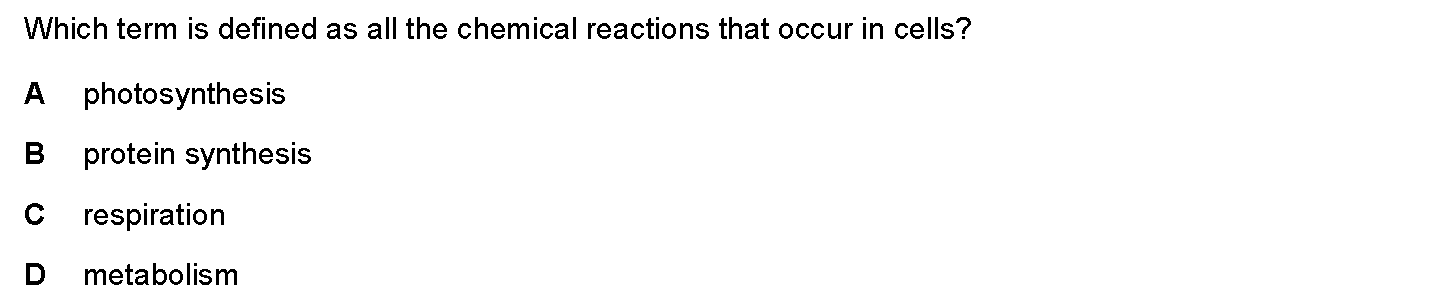 Which term is defined as all the chemical reactions that occur in cells?
A photosynthesis
B protein synthesis
C respiration
D metabolism